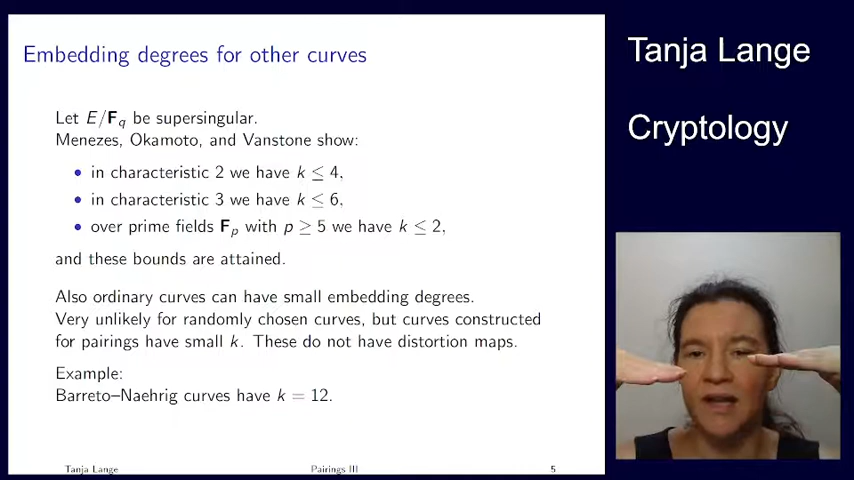 Embedding degrees for other curves
Let E/F_q be supersingular.
Menezes, Okamoto, and Vanstone show:
• in characteristic 2 we have k ≤ 4,
• in characteristic 3 we have k ≤ 6,
• over prime fields F_p with p ≥ 5 we have k ≤ 2,
and these bounds are attained.
Also ordinary curves can have small embedding degrees.
Very unlikely for randomly chosen curves, but curves constructed
for pairings have small k. These do not have distortion maps.
Example:
Barreto–Naehrig curves have k = 12.
Tanja Lange
Pairings III
5
Tanja Lange
Cryptology